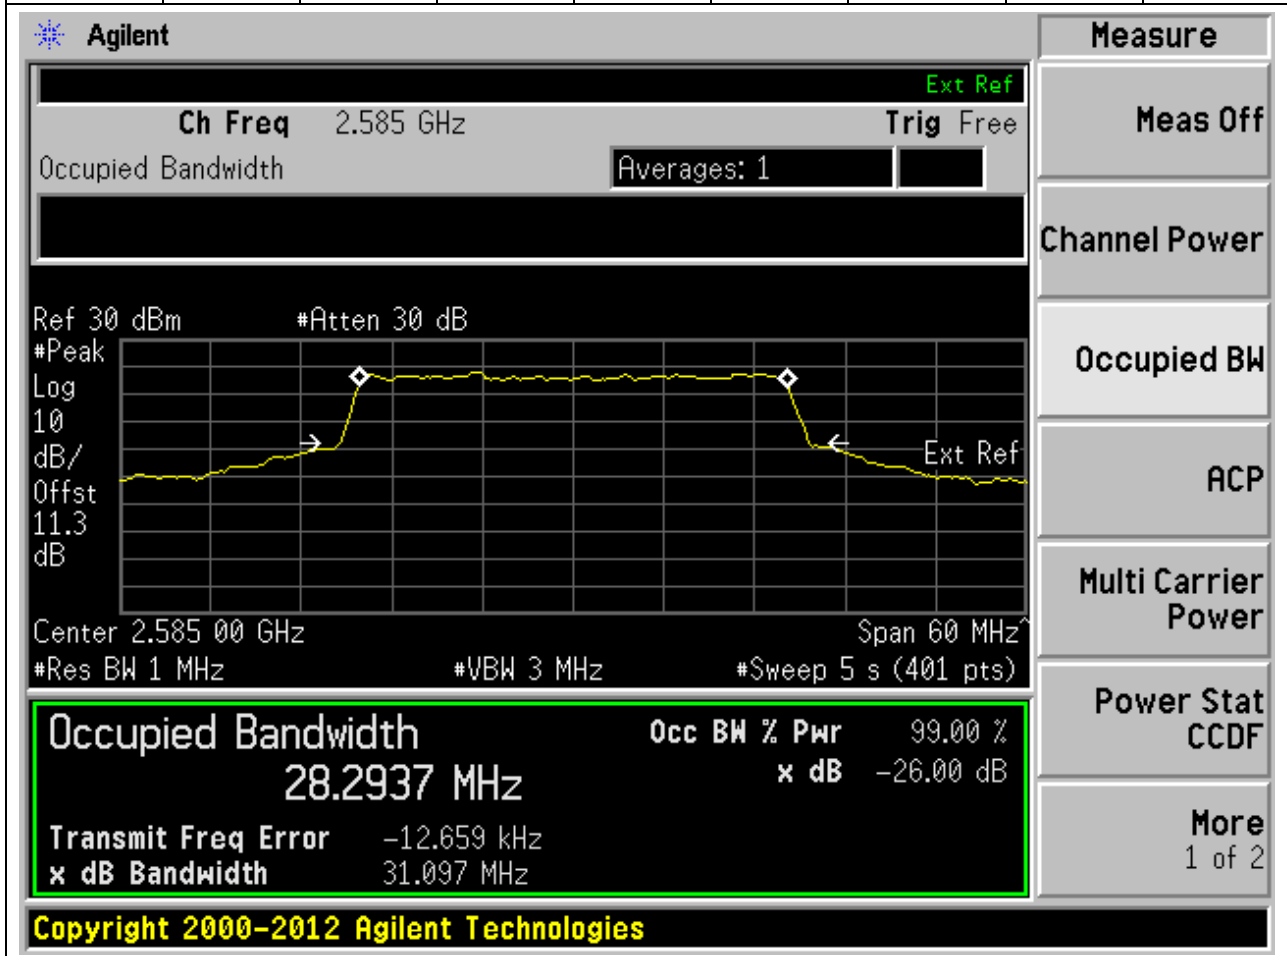 Agilent
Measure
Ext Ref
Ch Freq 2.585 GHz Trig Free
Meas Off
Occupied Bandwidth Averages: 1
Channel Power
Ref 30 dBm #Atten 30 dB
#Peak
Log
10
dB/
Offst
11.3
dB
Ext Ref
Occupied BW
ACP
Multi Carrier
Power
Center 2.585 00 GHz Span 60 MHz^
#Res BW 1 MHz #VBW 3 MHz #Sweep 5 s (401 pts)
Power Stat
CCDF
Occupied Bandwidth Occ BW % Pwr 99.00 %
28.2937 MHz x dB -26.00 dB
Transmit Freq Error -12.659 kHz
x dB Bandwidth 31.097 MHz
More
1 of 2
Copyright 2000-2012 Agilent Technologies